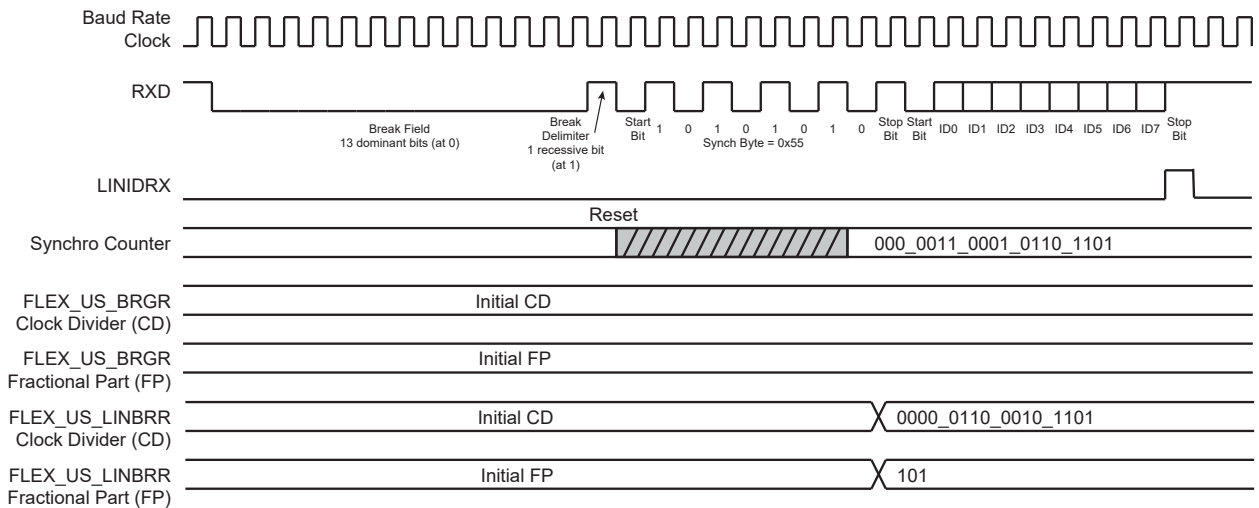 Baud Rate
Clock
RXD
Break Field
13 dominant bits (at 0)
Break
Delimiter
1 recessive bit
(at 1)
Start
Bit
1 0 1 0 1 0 1 0
Synch Byte = 0x55
Stop
Bit
Start
Bit
ID0 ID1 ID2 ID3 ID4 ID5 ID6 ID7
Stop
Bit
LINIDRX
Reset
Synchro Counter
000_0011_0001_0110_1101
FLEX_US_BRGR
Clock Divider (CD)
Initial CD
FLEX_US_BRGR
Fractional Part (FP)
Initial FP
FLEX_US_LINBRR
Clock Divider (CD)
Initial CD
0000_0110_0010_1101
FLEX_US_LINBRR
Fractional Part (FP)
Initial FP
101